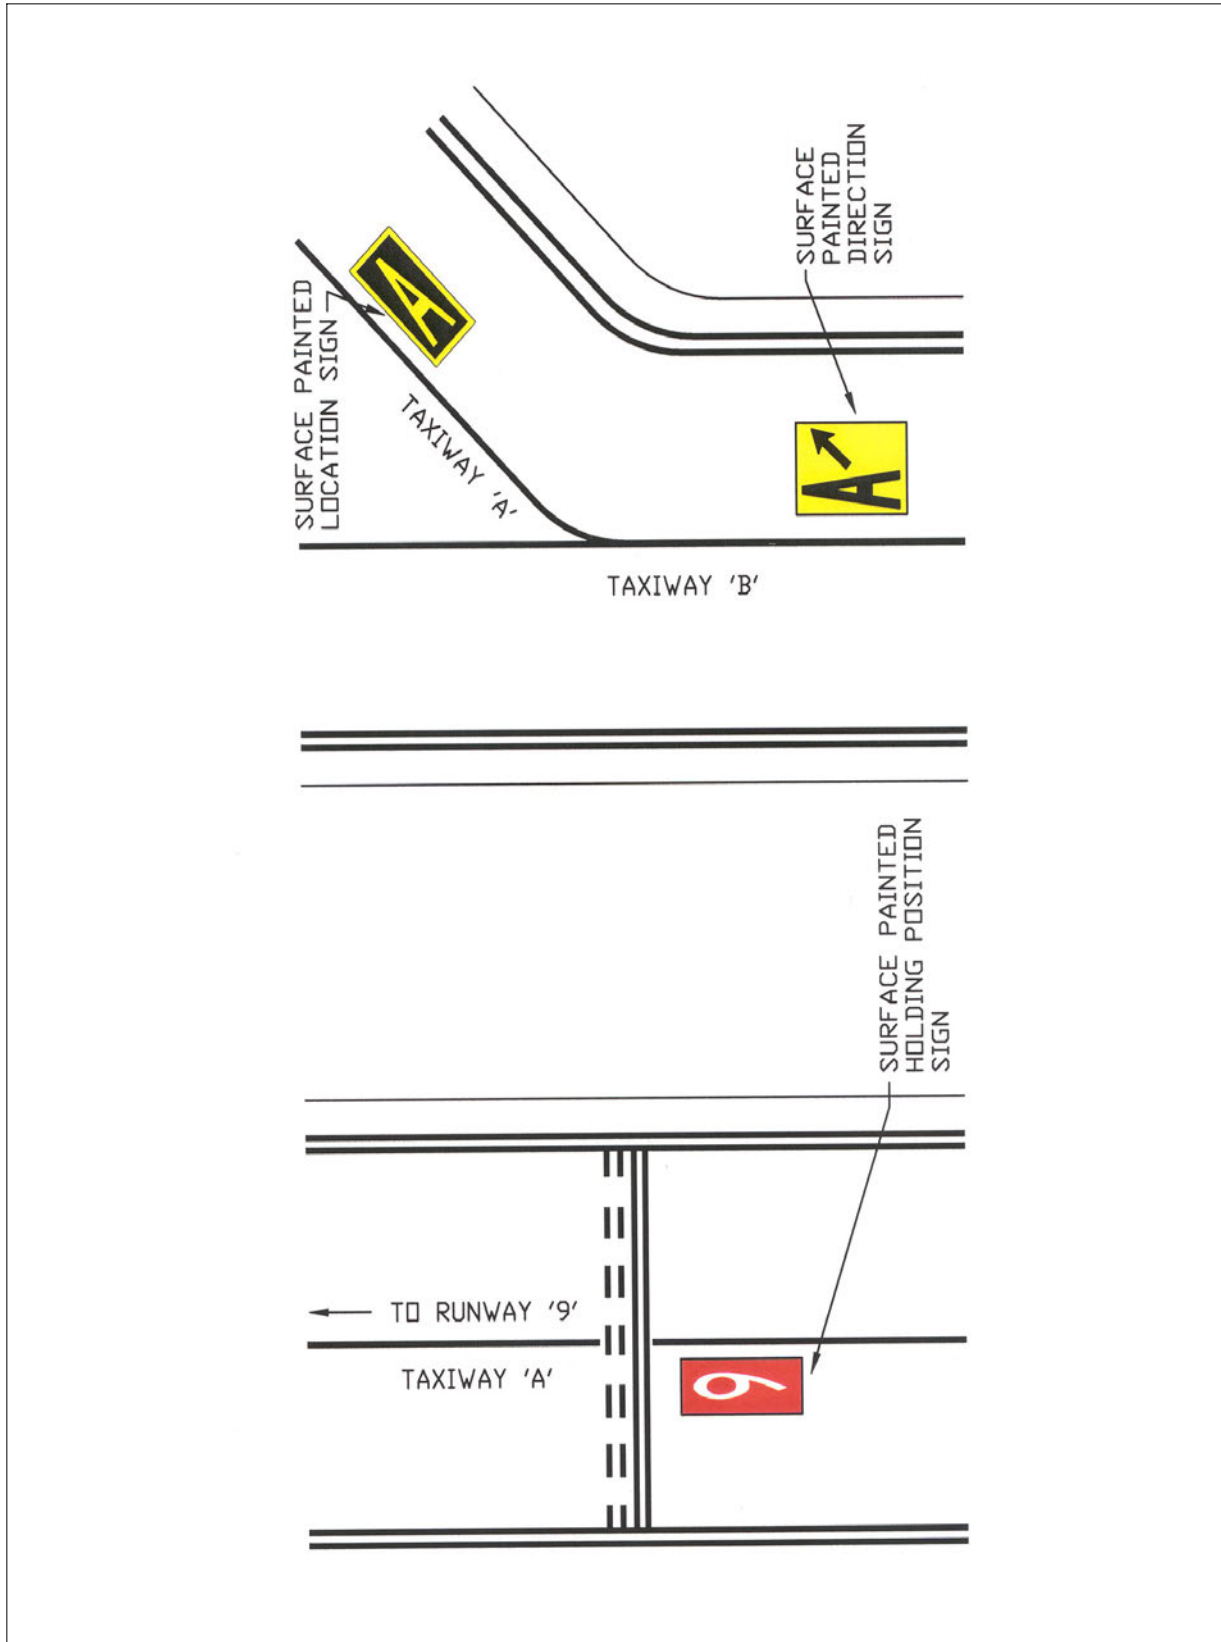 SURFACE
PAINTED
DIRECTION
SIGN
SURFACE PAINTED
LOCATION SIGN
A
TAXIWAY 'A'
A
TAXIWAY 'B'
SURFACE PAINTED
HOLDING POSITION
SIGN
TO RUNWAY '9'
TAXIWAY 'A'
9